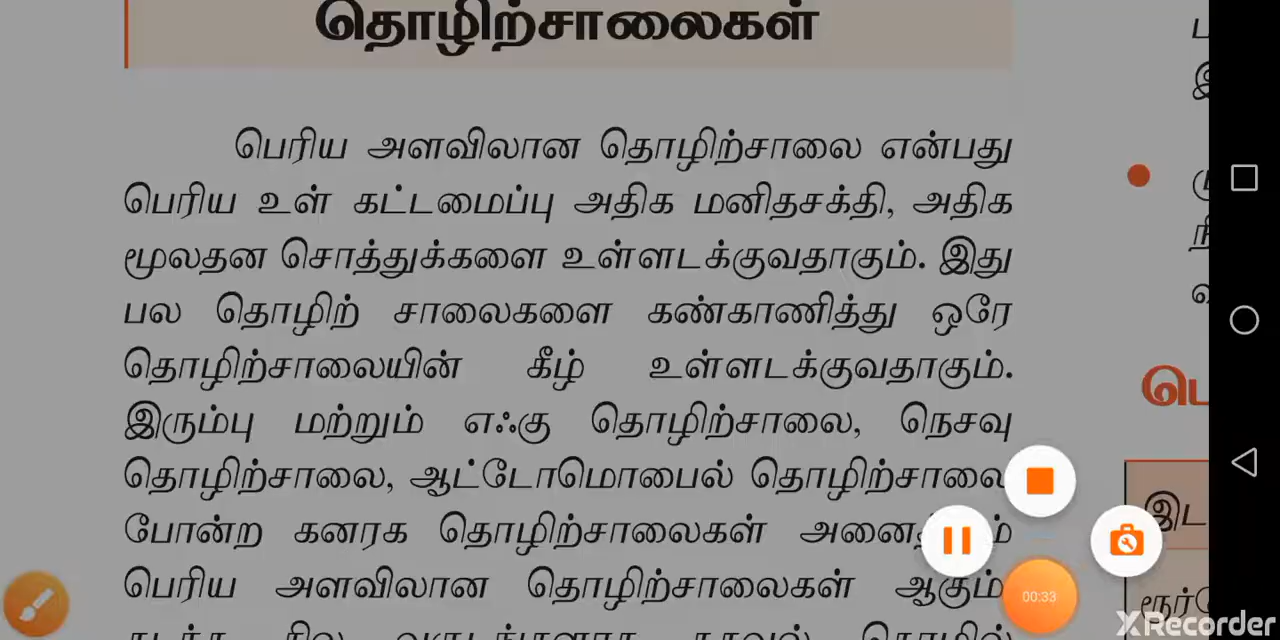 தொழிற்சாலைகள்
பெரிய அளவிலான தொழிற்சாலை என்பது
பெரிய உள் கட்டமைப்பு அதிக மனிதசக்தி, அதிக
மூலதன சொத்துக்களை உள்ளடக்குவதாகும். இது
பல தொழிற் சாலைகளை கண்காணித்து ஒரே
தொழிற்சாலையின் கீழ் உள்ளடக்குவதாகும்.
இரும்பு மற்றும் எஃகு தொழிற்சாலை, நெசவு
தொழிற்சாலை, ஆட்டோமொபைல் தொழிற்சாலை
போன்ற கனரக தொழிற்சாலைகள்
பெரிய அளவிலான தொழிற்சாலைகள் ஆகும்
00:33
XRecorder